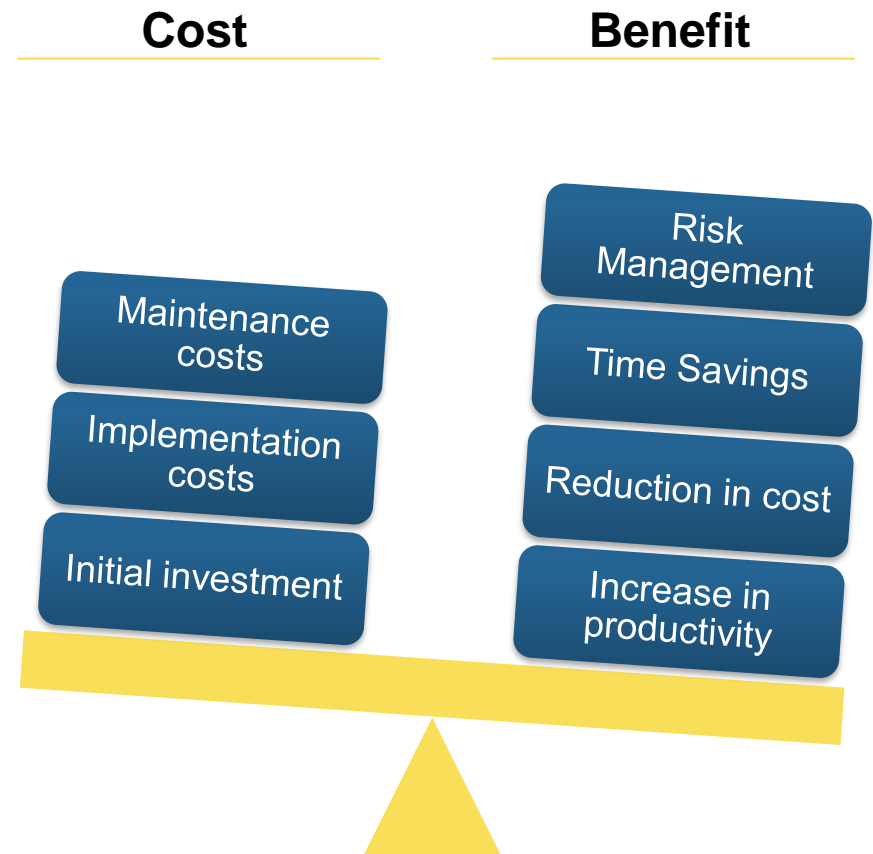 Cost
Maintenance
costs
Implementation
costs
Initial investment
Benefit
Risk
Management
Time Savings
Reduction in cost
Increase in
productivity